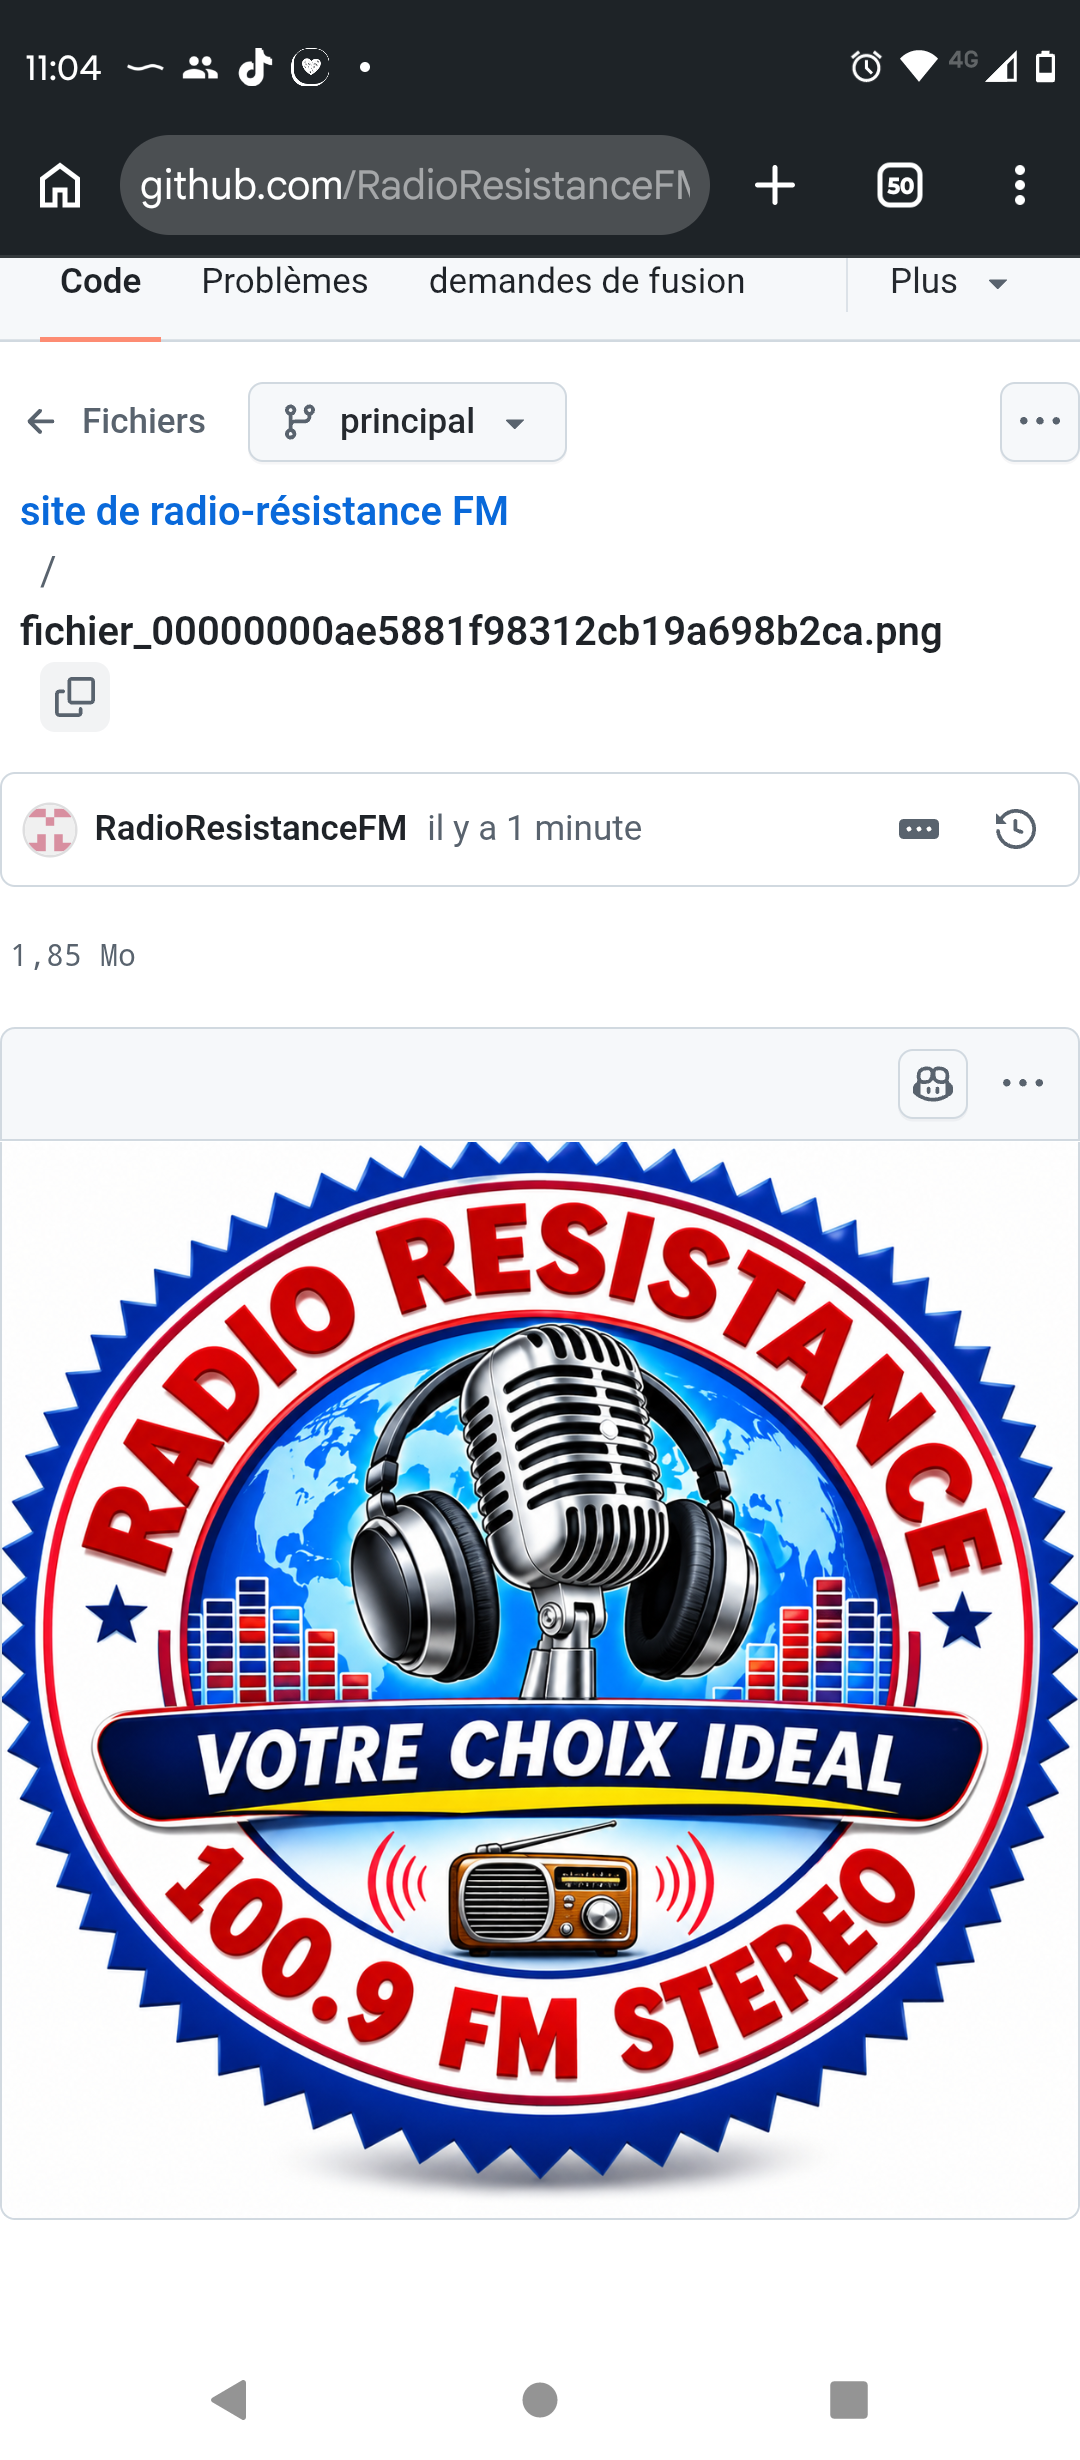 11:04
4G
github.com/RadioResistanceFM
50
Code Problèmes demandes de fusion Plus
Fichiers principal
site de radio-résistance FM
/
fichier_00000000ae5881f98312cb19a698b2ca.png
RadioResistanceFM il y a 1 minute
1,85 Mo
RADIO RESISTANCE
VOTRE CHOIX IDEAL
100.9 FM STEREO